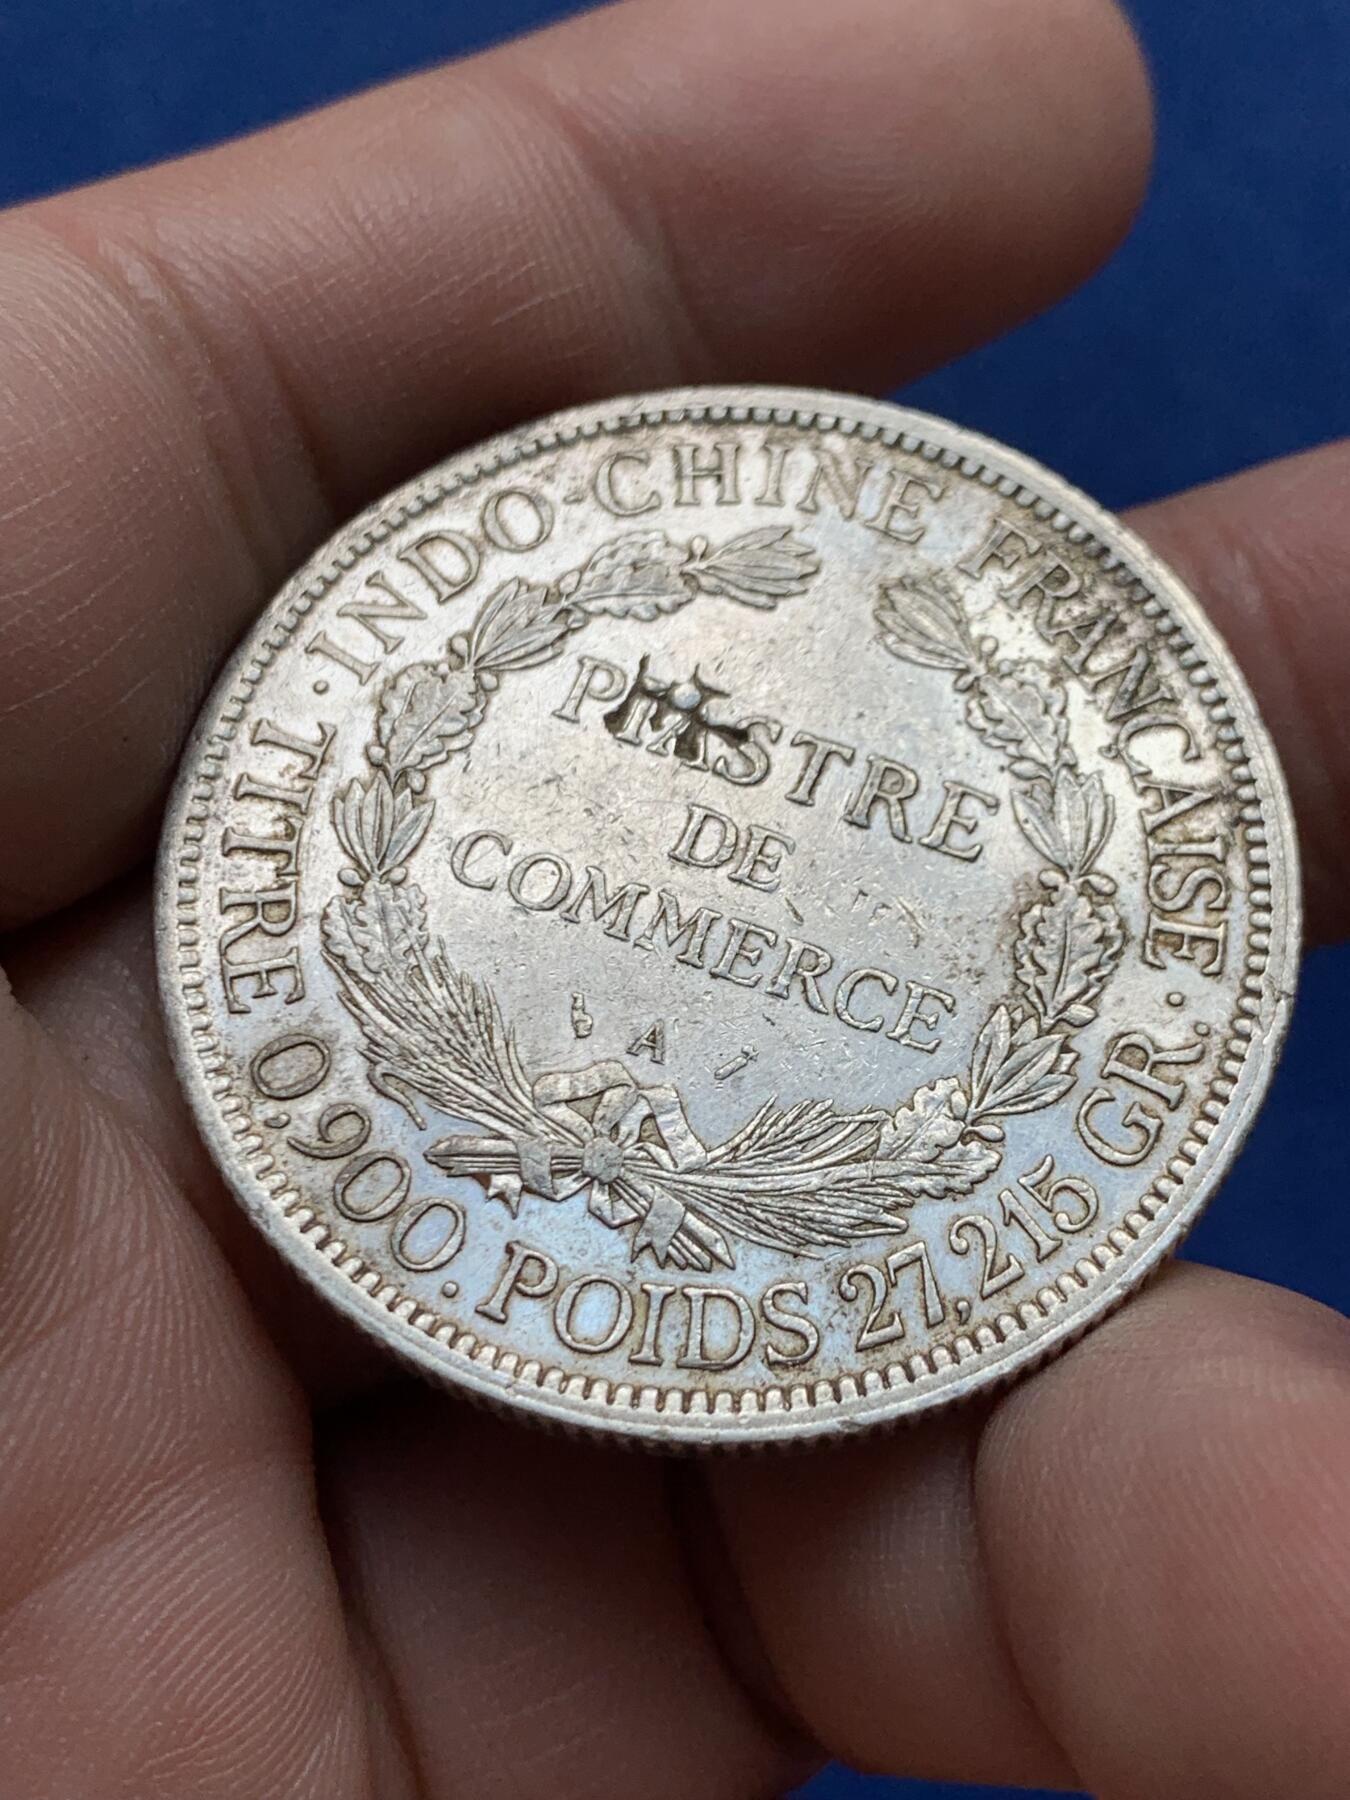 INDO-CHINE FRANÇAISE
PIASTRE
DE
COMMERCE
A
TITRE 0,900. POIDS 27,215 GR.